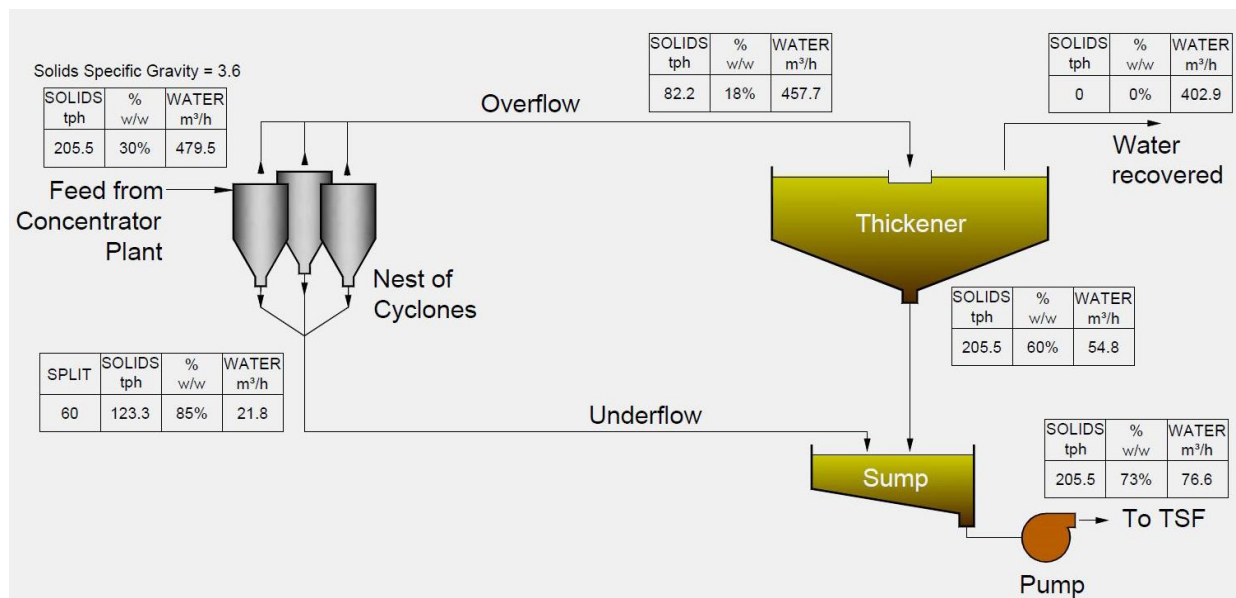 Solids Specific Gravity = 3.6
SOLIDS tph % w/w WATER m³/h
205.5 30% 479.5
Feed from
Concentrator
Plant
Nest of
Cyclones
Overflow
SOLIDS tph % w/w WATER m³/h
82.2 18% 457.7
SOLIDS tph % w/w WATER m³/h
0 0% 402.9
Water
recovered
Thickener
SOLIDS tph % w/w WATER m³/h
205.5 60% 54.8
SPLIT SOLIDS tph % w/w WATER m³/h
60 123.3 85% 21.8
Underflow
Sump
SOLIDS tph % w/w WATER m³/h
205.5 73% 76.6
To TSF
Pump